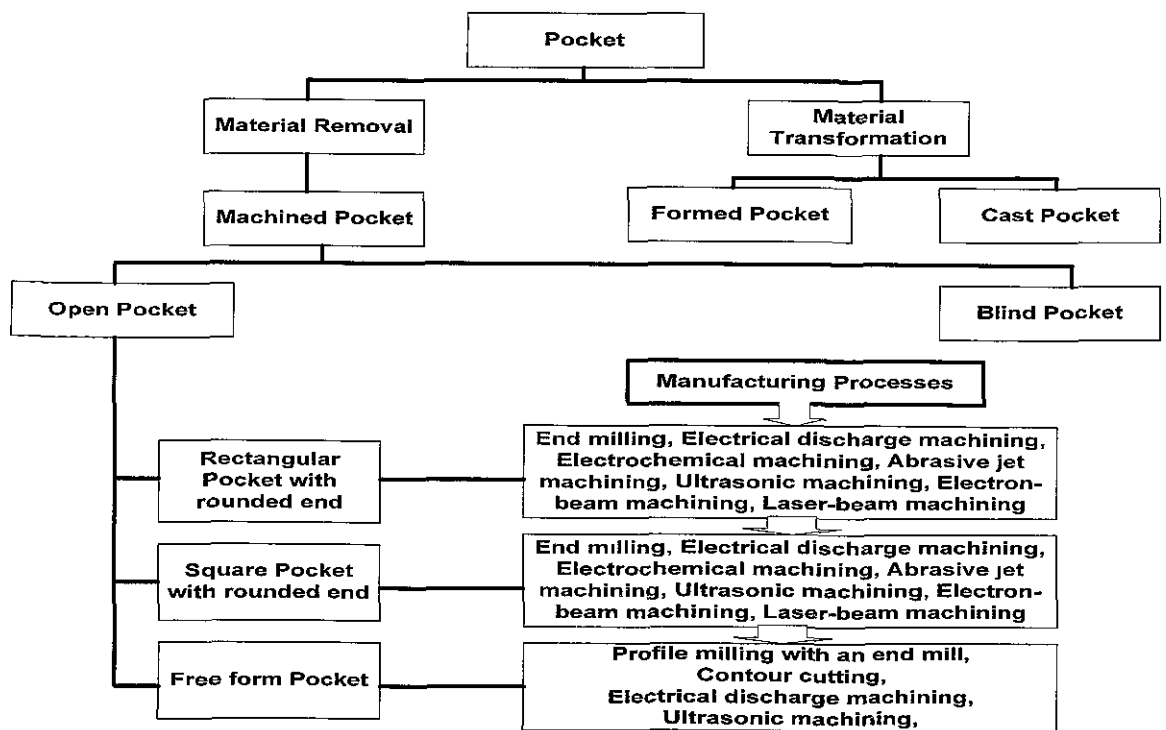 Pocket
Material Removal
Material
Transformation
Machined Pocket
Formed Pocket
Cast Pocket
Open Pocket
Blind Pocket
Manufacturing Processes
Rectangular
Pocket with
rounded end
End milling, Electrical discharge machining,
Electrochemical machining, Abrasive jet
machining, Ultrasonic machining, Electron-
beam machining, Laser-beam machining
Square Pocket
with rounded end
End milling, Electrical discharge machining,
Electrochemical machining, Abrasive jet
machining, Ultrasonic machining, Electron-
beam machining, Laser-beam machining
Free form Pocket
Profile milling with an end mill,
Contour cutting,
Electrical discharge machining,
Ultrasonic machining,